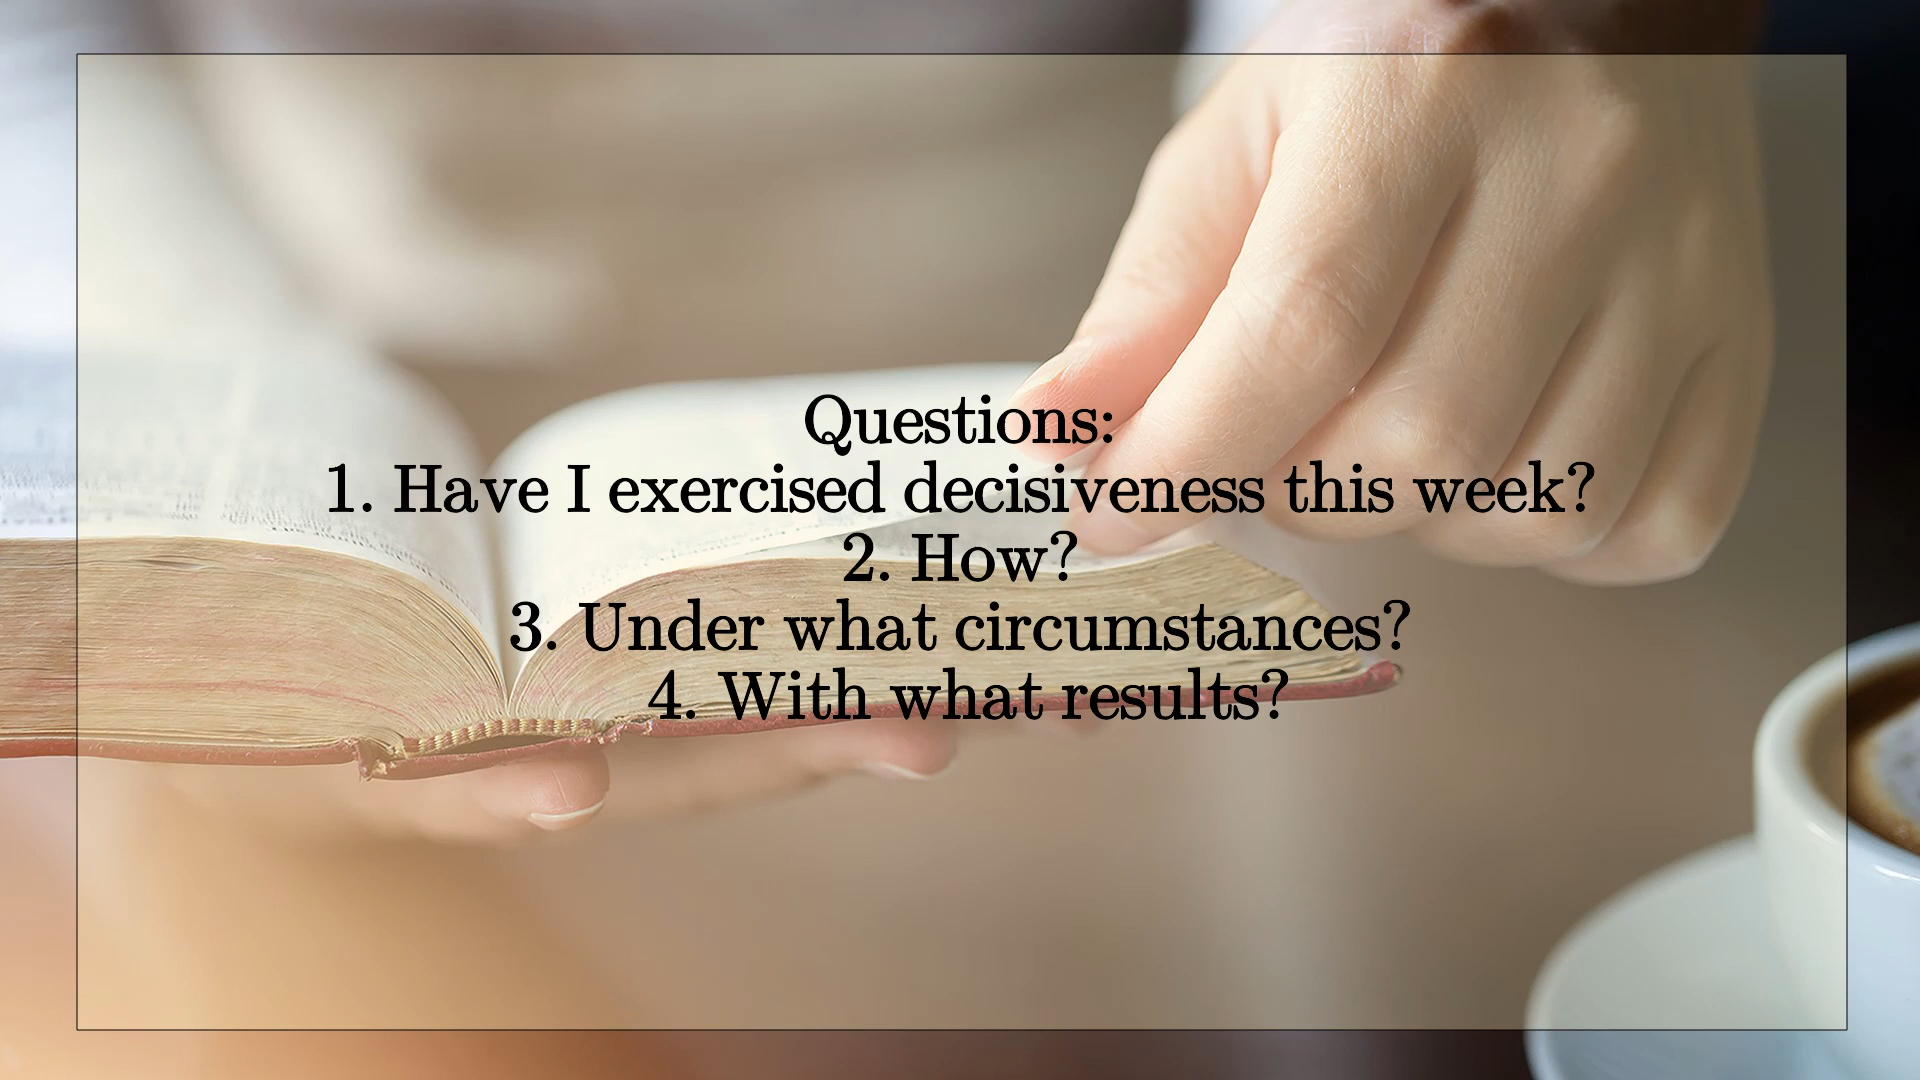 Questions:
1. Have I exercised decisiveness this week?
2. How?
3. Under what circumstances?
4. With what results?